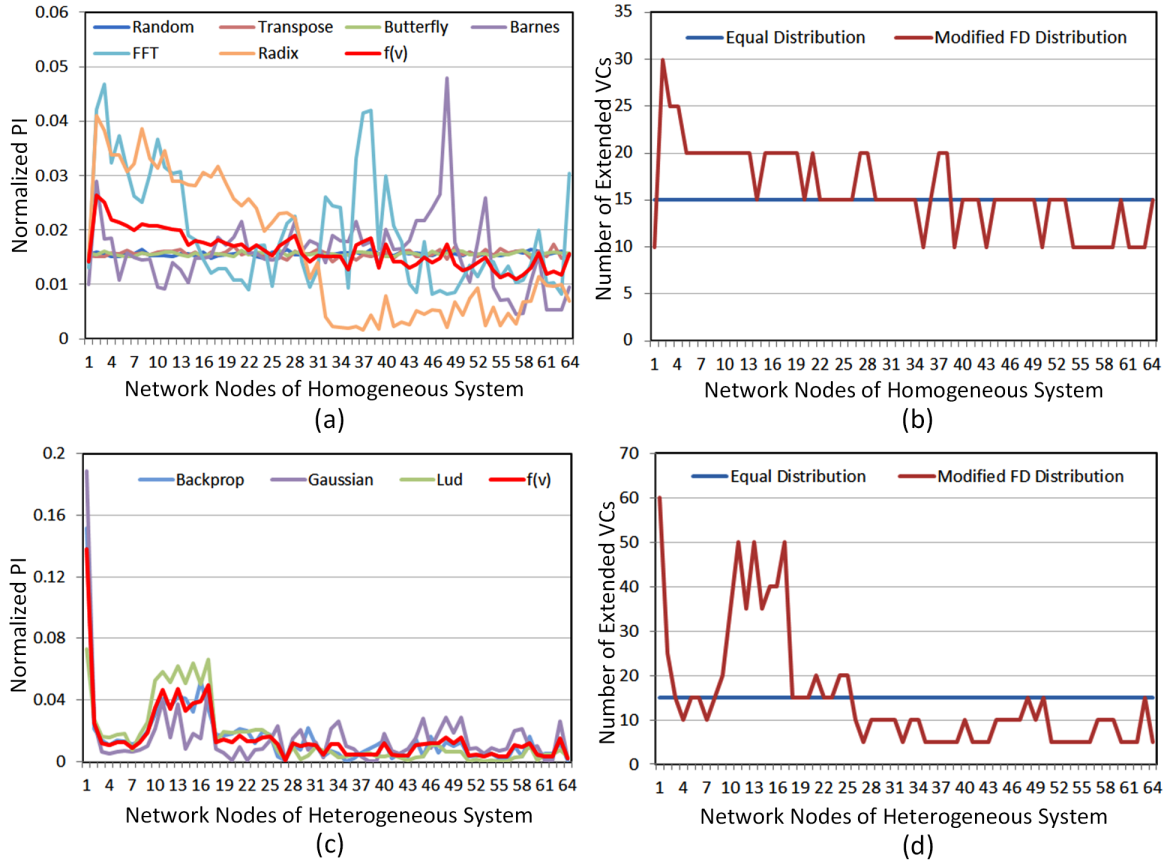 Normalized PI
0.06
0.05
0.04
0.03
0.02
0.01
0
Random Transpose Butterfly Barnes
FFT Radix f(v)
1 4 7 10 13 16 19 22 25 28 31 34 37 40 43 46 49 52 55 58 61 64
Network Nodes of Homogeneous System
(a)
Number of Extended VCs
35
30
25
20
15
10
5
0
Equal Distribution Modified FD Distribution
1 4 7 10 13 16 19 22 25 28 31 34 37 40 43 46 49 52 55 58 61 64
Network Nodes of Homogeneous System
(b)
Normalized PI
0.2
0.16
0.12
0.08
0.04
0
Backprop Gaussian Lud f(v)
1 4 7 10 13 16 19 22 25 28 31 34 37 40 43 46 49 52 55 58 61 64
Network Nodes of Heterogeneous System
(c)
Number of Extended VCs
70
60
50
40
30
20
10
0
Equal Distribution Modified FD Distribution
1 4 7 10 13 16 19 22 25 28 31 34 37 40 43 46 49 52 55 58 61 64
Network Nodes of Heterogeneous System
(d)